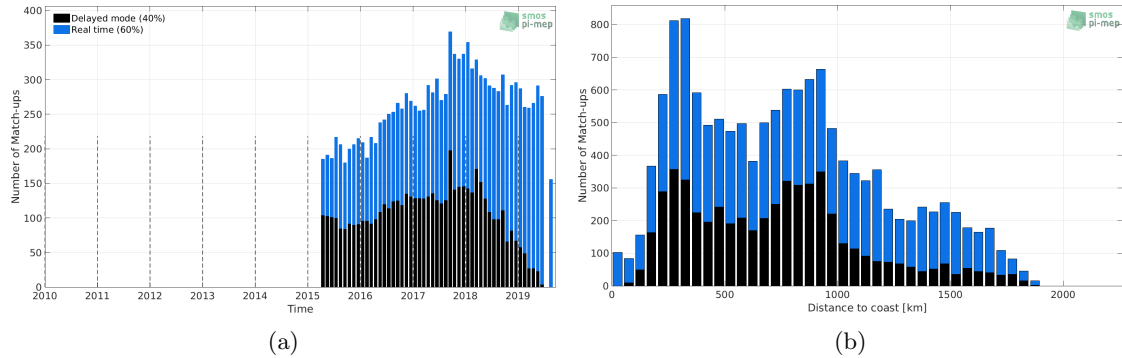 Delayed mode (40%)
Real time (60%)
smos
pi-mep
Number of Match-ups
400
350
300
250
200
150
100
50
0
2010 2011 2012 2013 2014 2015 2016 2017 2018 2019
Time
(a)
smos
pi-mep
Number of Match-ups
800
700
600
500
400
300
200
100
0
0 500 1000 1500 2000
Distance to coast [km]
(b)